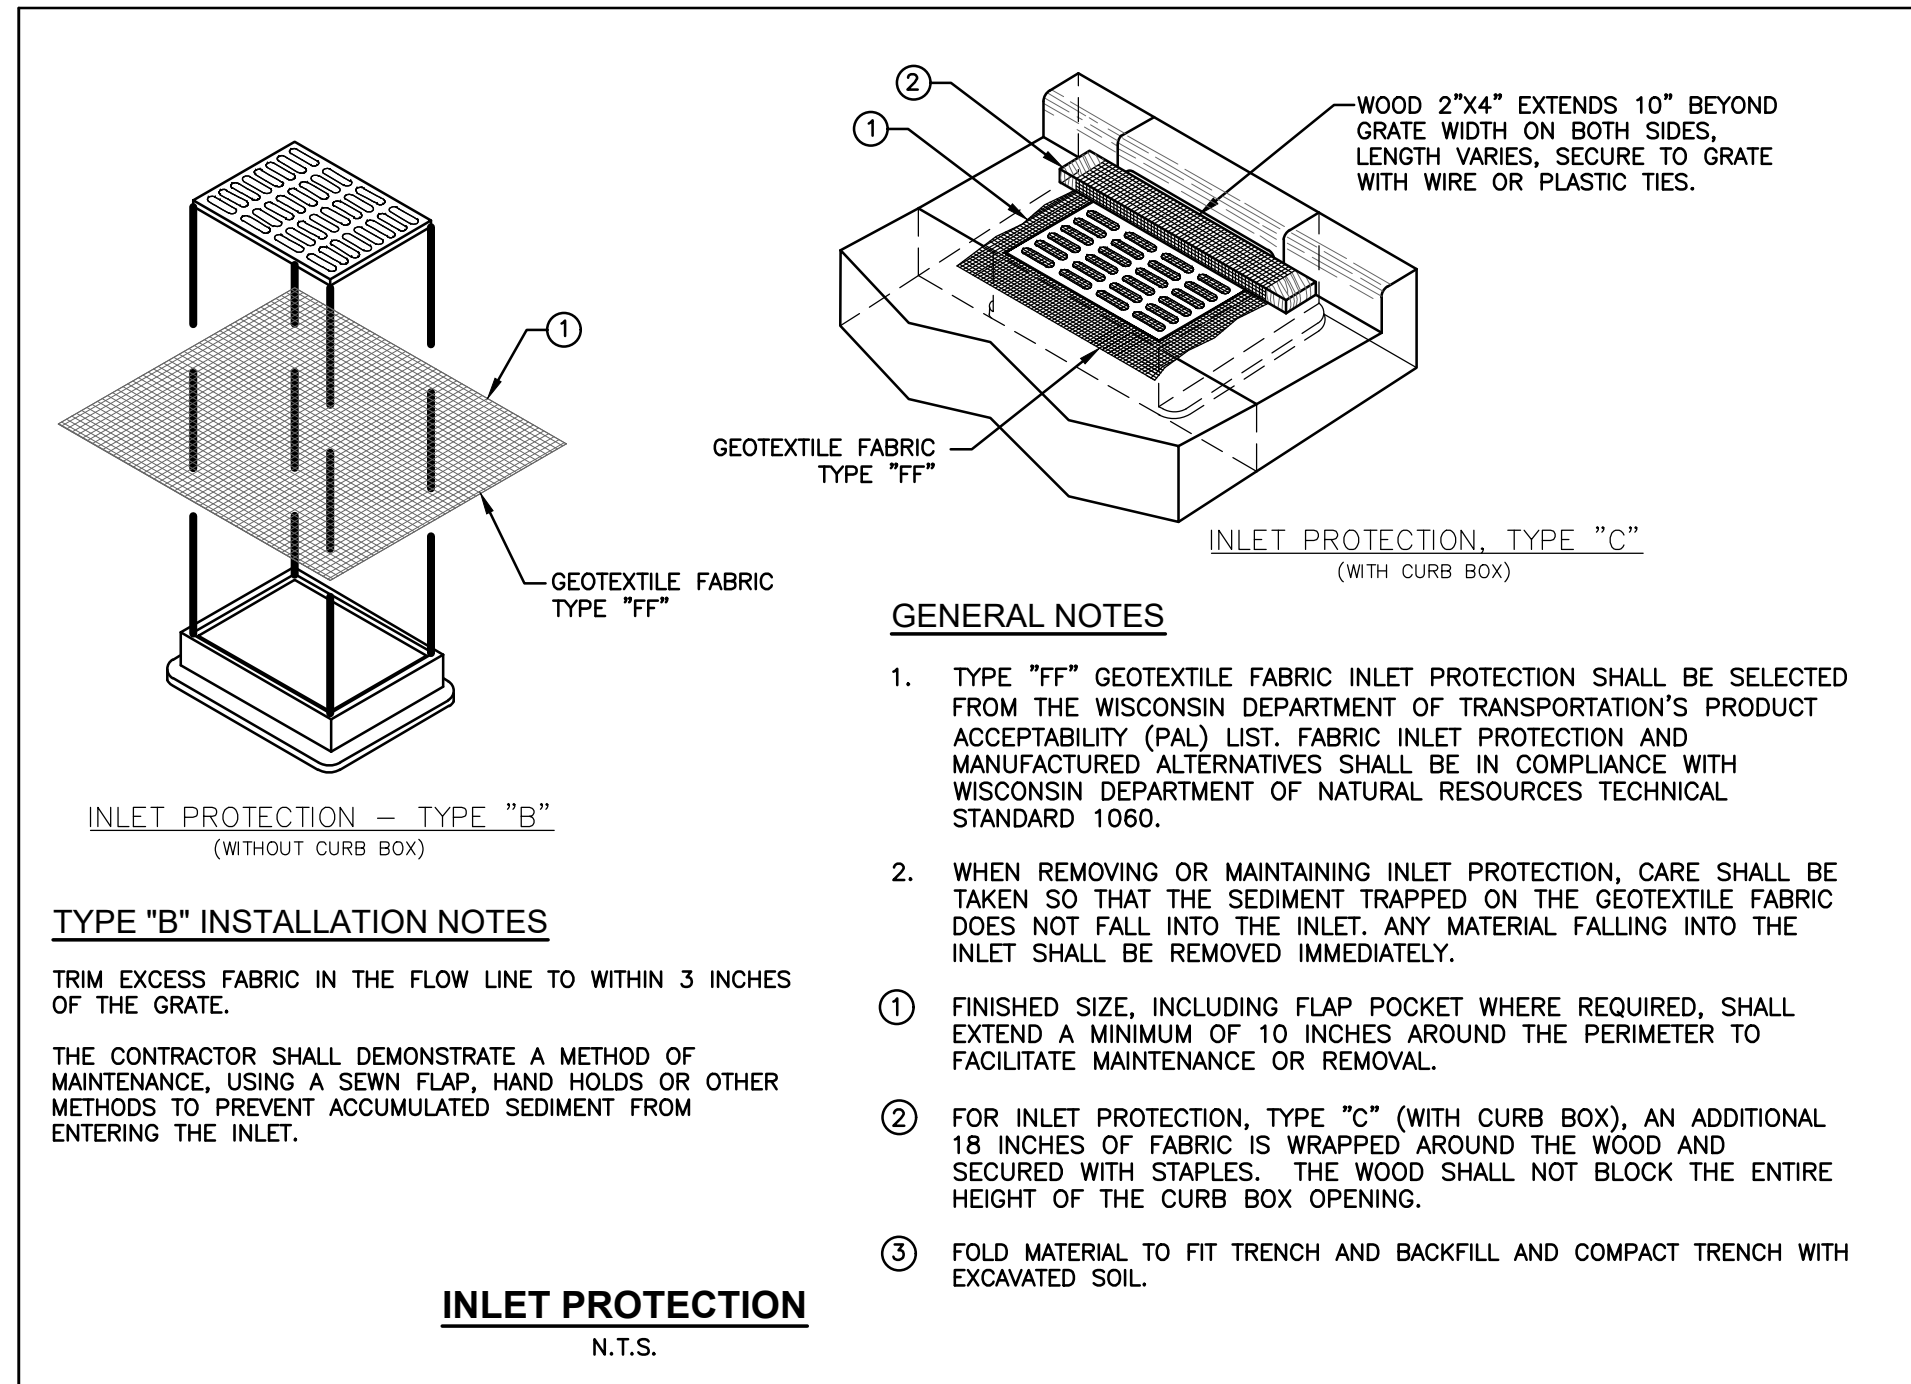 ①
GEOTEXTILE FABRIC
TYPE "FF"
INLET PROTECTION – TYPE "B"
(WITHOUT CURB BOX)
TYPE "B" INSTALLATION NOTES
TRIM EXCESS FABRIC IN THE FLOW LINE TO WITHIN 3 INCHES
OF THE GRATE.
THE CONTRACTOR SHALL DEMONSTRATE A METHOD OF
MAINTENANCE, USING A SEWN FLAP, HAND HOLDS OR OTHER
METHODS TO PREVENT ACCUMULATED SEDIMENT FROM
ENTERING THE INLET.
②
①
WOOD 2"X4" EXTENDS 10" BEYOND
GRATE WIDTH ON BOTH SIDES,
LENGTH VARIES, SECURE TO GRATE
WITH WIRE OR PLASTIC TIES.
GEOTEXTILE FABRIC
TYPE "FF"
INLET PROTECTION, TYPE "C"
(WITH CURB BOX)
GENERAL NOTES
1. TYPE "FF" GEOTEXTILE FABRIC INLET PROTECTION SHALL BE SELECTED
FROM THE WISCONSIN DEPARTMENT OF TRANSPORTATION'S PRODUCT
ACCEPTABILITY (PAL) LIST. FABRIC INLET PROTECTION AND
MANUFACTURED ALTERNATIVES SHALL BE IN COMPLIANCE WITH
WISCONSIN DEPARTMENT OF NATURAL RESOURCES TECHNICAL
STANDARD 1060.
2. WHEN REMOVING OR MAINTAINING INLET PROTECTION, CARE SHALL BE
TAKEN SO THAT THE SEDIMENT TRAPPED ON THE GEOTEXTILE FABRIC
DOES NOT FALL INTO THE INLET. ANY MATERIAL FALLING INTO THE
INLET SHALL BE REMOVED IMMEDIATELY.
① FINISHED SIZE, INCLUDING FLAP POCKET WHERE REQUIRED, SHALL
EXTEND A MINIMUM OF 10 INCHES AROUND THE PERIMETER TO
FACILITATE MAINTENANCE OR REMOVAL.
② FOR INLET PROTECTION, TYPE "C" (WITH CURB BOX), AN ADDITIONAL
18 INCHES OF FABRIC IS WRAPPED AROUND THE WOOD AND
SECURED WITH STAPLES. THE WOOD SHALL NOT BLOCK THE ENTIRE
HEIGHT OF THE CURB BOX OPENING.
③ FOLD MATERIAL TO FIT TRENCH AND BACKFILL AND COMPACT TRENCH WITH
EXCAVATED SOIL.
INLET PROTECTION
N.T.S.